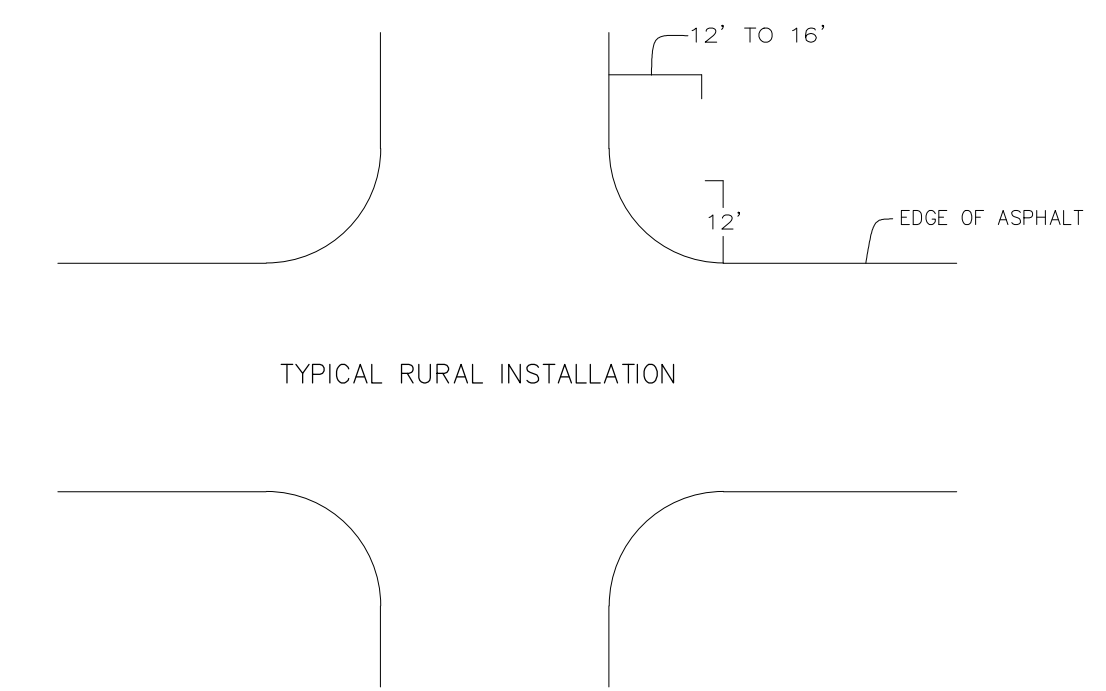 12' TO 16'
12'
EDGE OF ASPHALT
TYPICAL RURAL INSTALLATION